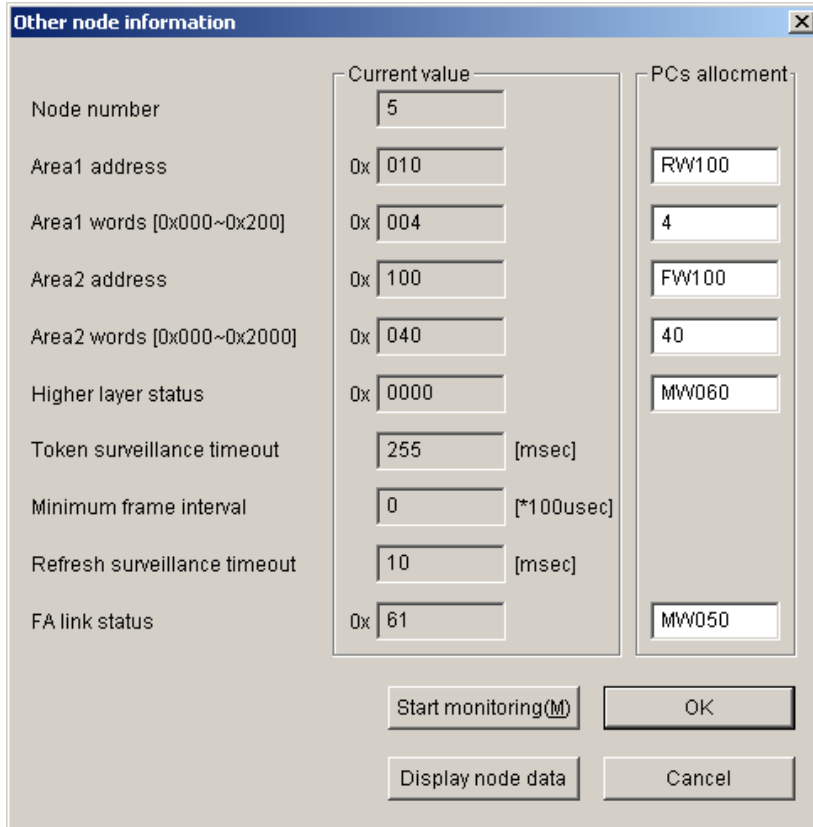 Other node information
Current value PCs allocment
Node number 5
Area1 address 0x 010 RW100
Area1 words [0x000~0x200] 0x 004 4
Area2 address 0x 100 FW100
Area2 words [0x000~0x2000] 0x 040 40
Higher layer status 0x 0000 MW060
Token surveillance timeout 255 [msec]
Minimum frame interval 0 [*100usec]
Refresh surveillance timeout 10 [msec]
FA link status 0x 61 MW050
Start monitoring(M) OK
Display node data Cancel